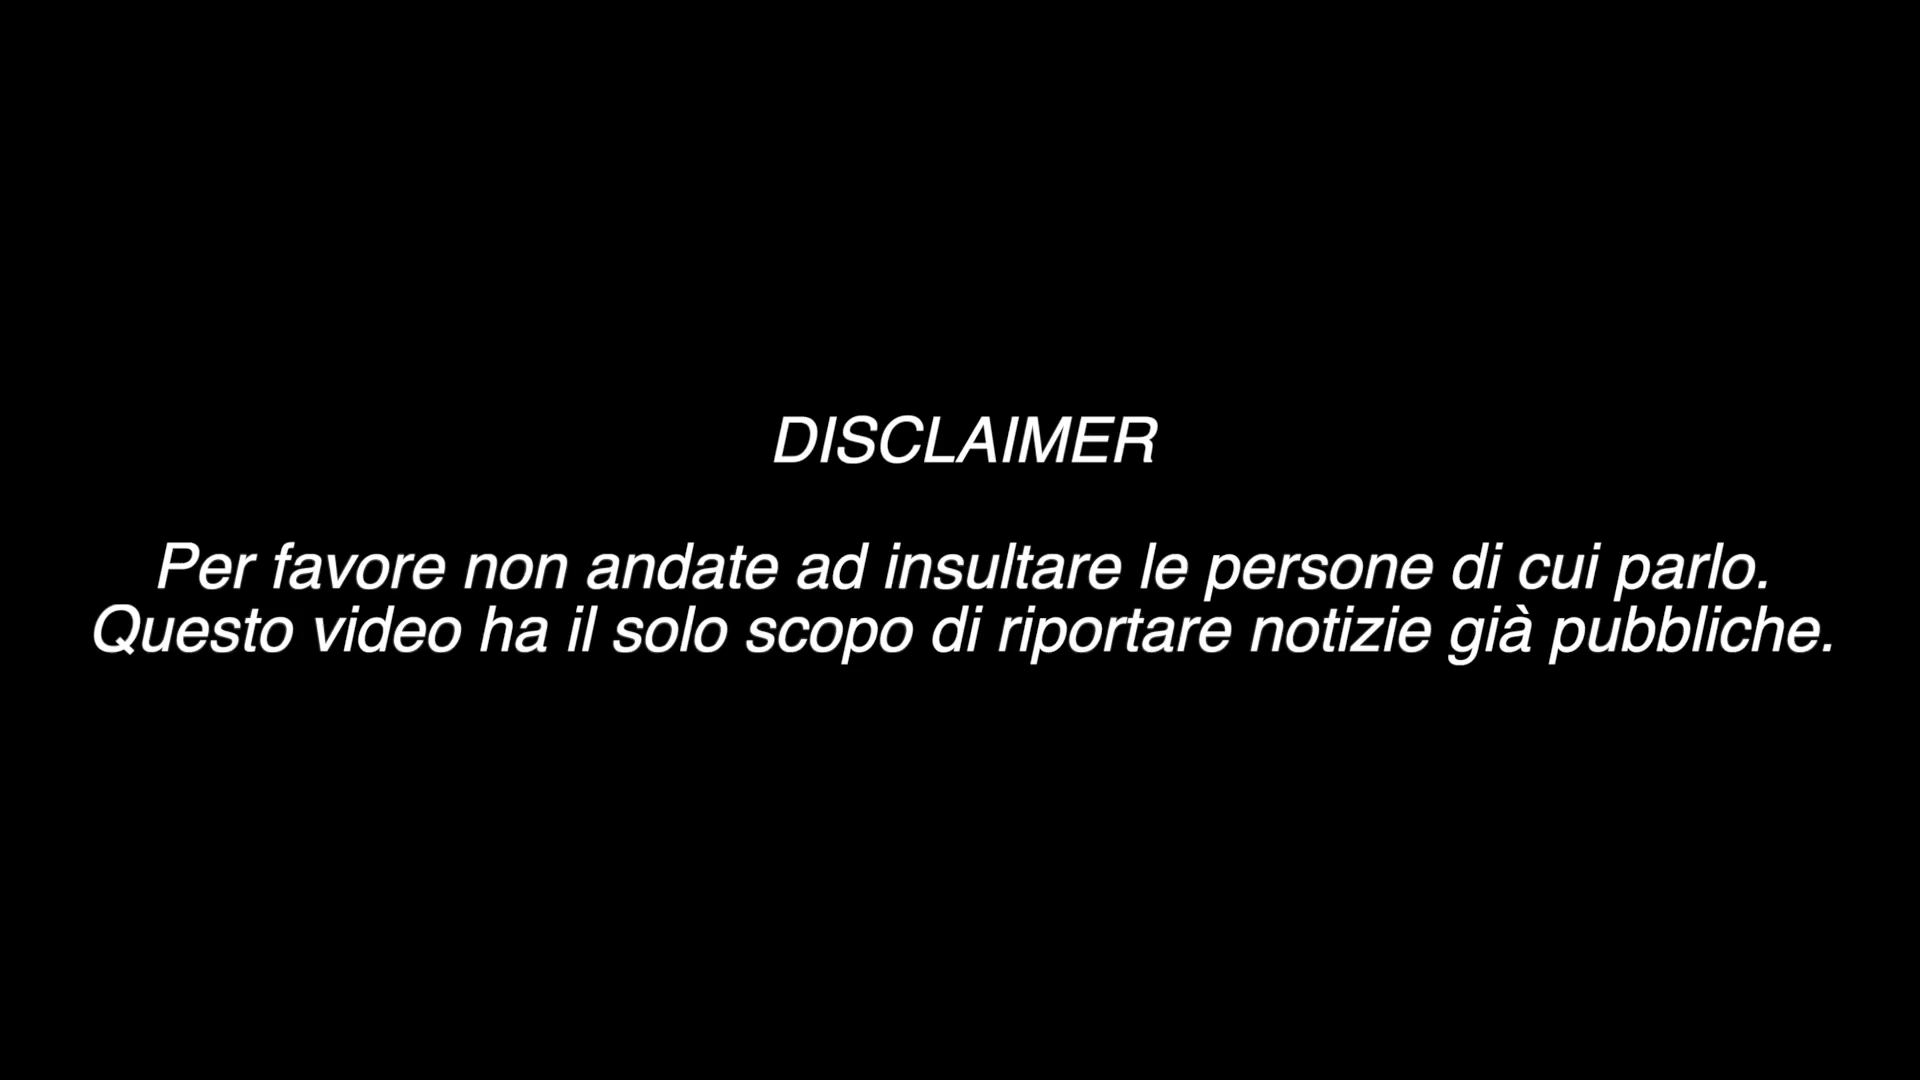 DISCLAIMER
Per favore non andate ad insultare le persone di cui parlo.
Questo video ha il solo scopo di riportare notizie già pubbliche.